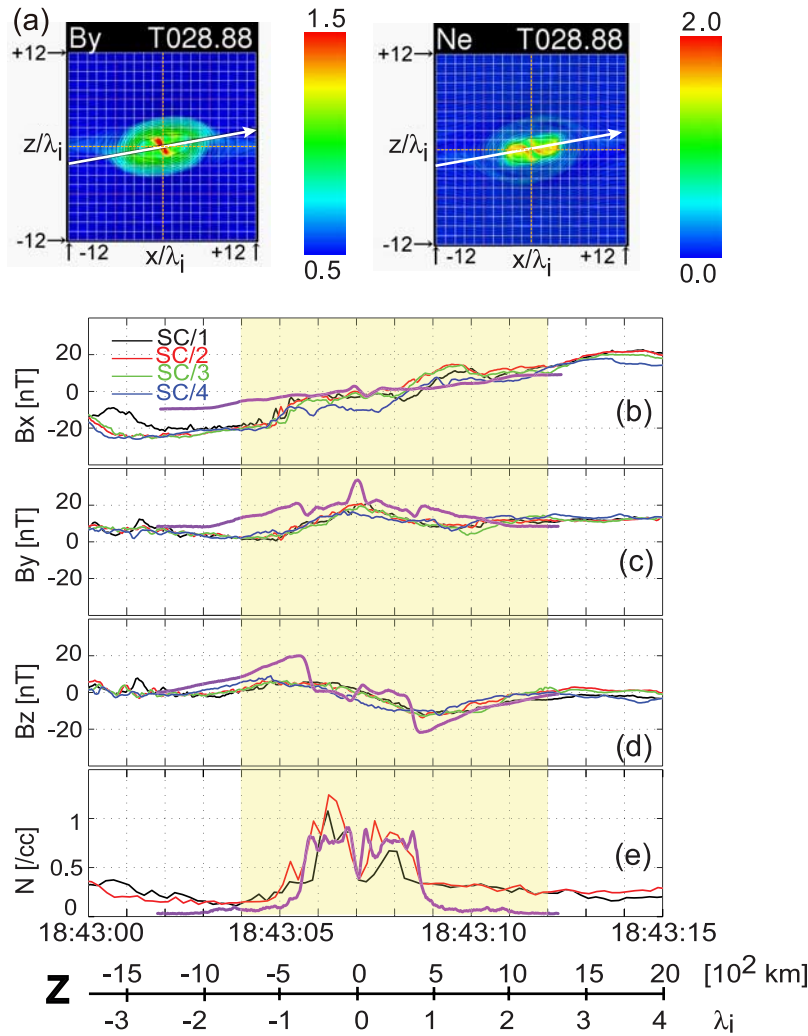 (a)
By T028.88
+12
z/λi
-12
-12 x/λi +12
1.5
0.5
Ne T028.88
+12
z/λi
-12
-12 x/λi +12
2.0
0.0
SC/1
SC/2
SC/3
SC/4
Bx [nT]
20
0
-20
(b)
By [nT]
20
0
-20
(c)
Bz [nT]
20
0
-20
(d)
N [/cc]
1
0.5
0
(e)
18:43:00 18:43:05 18:43:10 18:43:15
Z
-15 -10 -5 0 5 10 15 20 [10² km]
-3 -2 -1 0 1 2 3 4 λi